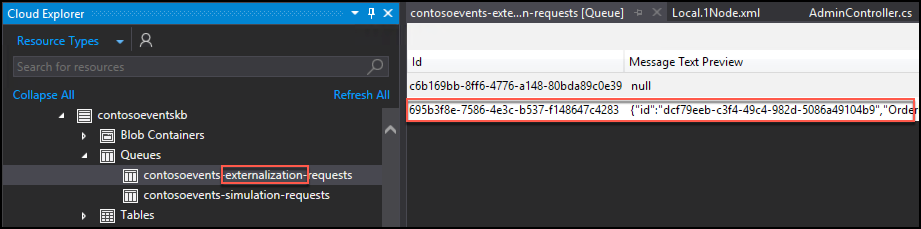 Cloud Explorer
Resource Types
Search for resources
Collapse All Refresh All
contosoeventskb
Blob Containers
Queues
contosoevents-externalization-requests
contosoevents-simulation-requests
Tables
contosoevents-exte...n-requests [Queue] Local.1Node.xml AdminController.cs
Id Message Text Preview
c6b169bb-8ff6-4776-a148-80bda89c0e39 null
695b3f8e-7586-4e3c-b537-f148647c4283 {"id":"dcf79eeb-c3f4-49c4-982d-5086a49104b9","Order